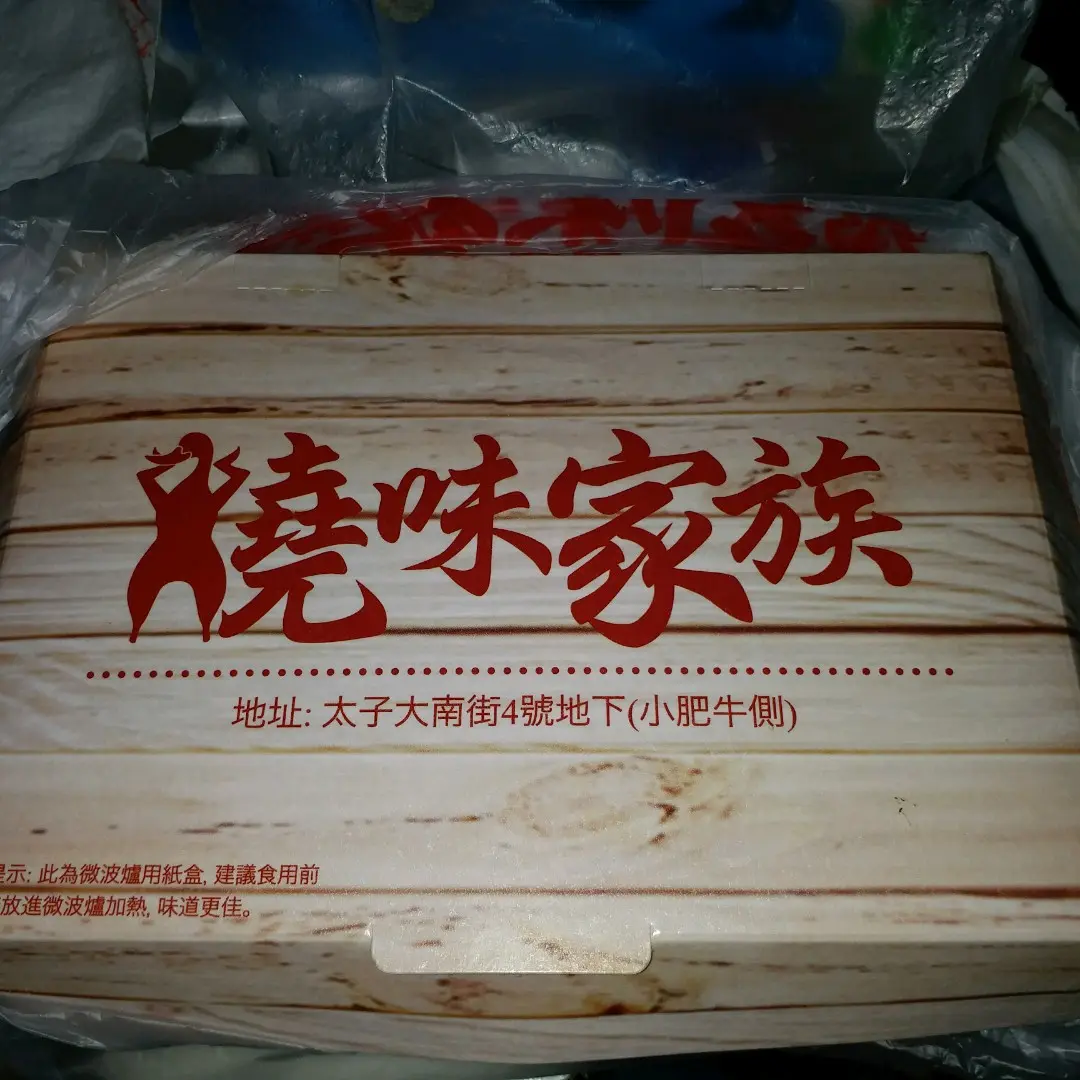 燒味家族
地址: 太子大南街4號地下(小肥牛側)
示: 此為微波爐用紙盒, 建議食用前
放進微波爐加熱, 味道更佳。